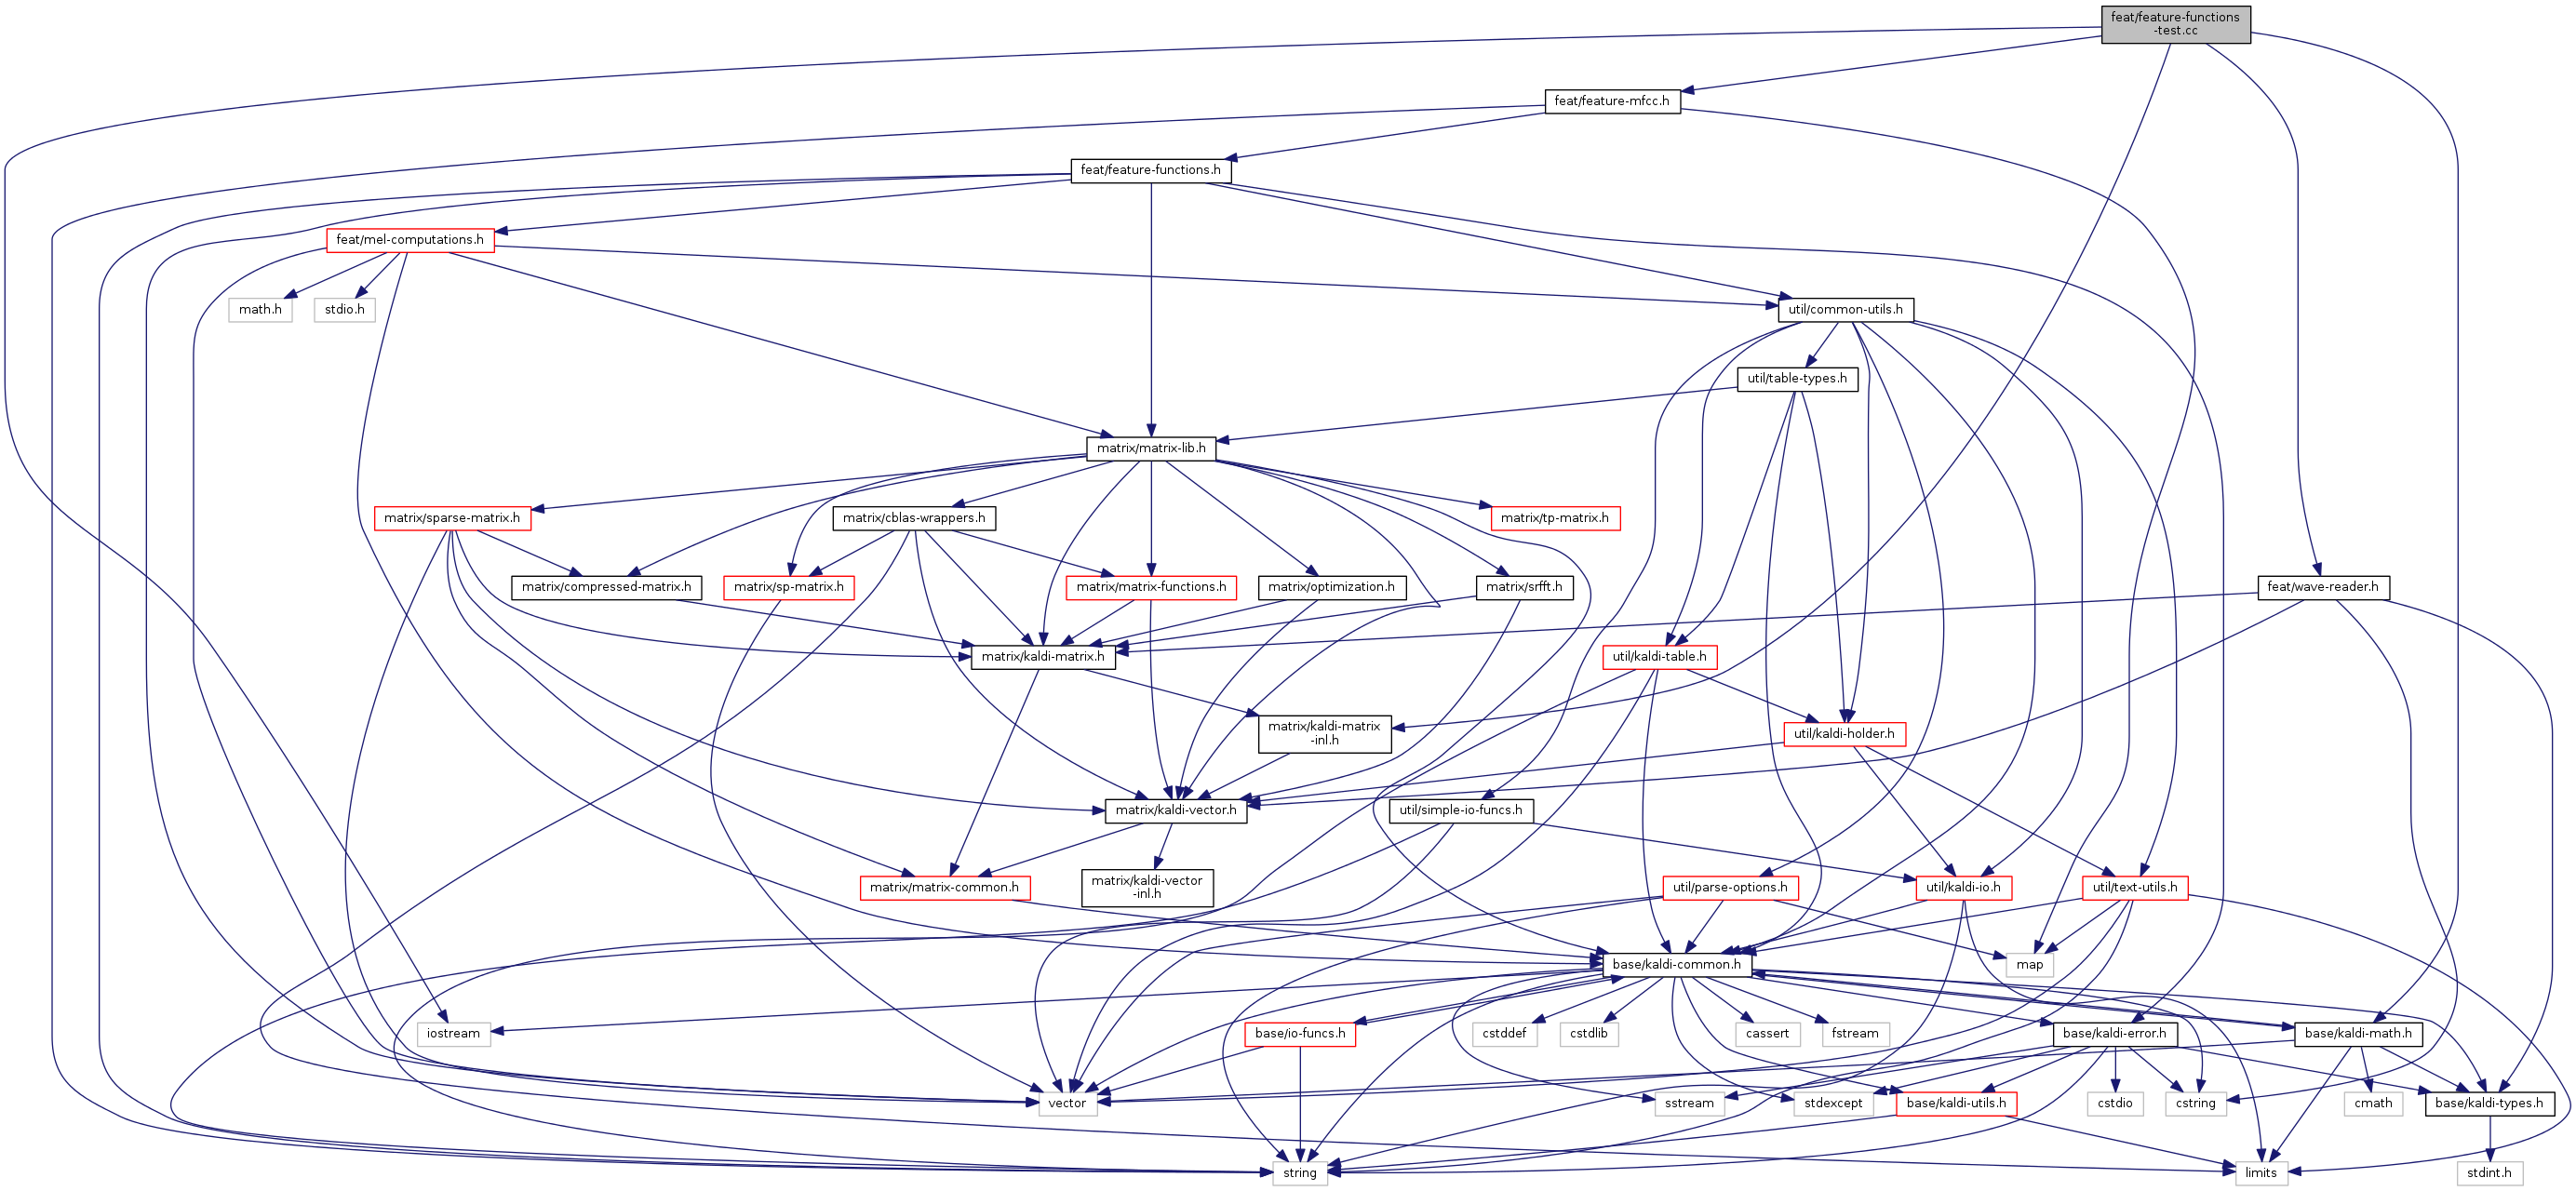 feat/feature-functions
-test.cc
feat/feature-mfcc.h
feat/feature-functions.h
feat/mel-computations.h
math.h
stdio.h
util/common-utils.h
util/table-types.h
matrix/matrix-lib.h
matrix/sparse-matrix.h
matrix/cblas-wrappers.h
matrix/tp-matrix.h
matrix/compressed-matrix.h
matrix/sp-matrix.h
matrix/matrix-functions.h
matrix/optimization.h
matrix/srfft.h
feat/wave-reader.h
matrix/kaldi-matrix.h
util/kaldi-table.h
matrix/kaldi-matrix
-inl.h
util/kaldi-holder.h
matrix/kaldi-vector.h
util/simple-io-funcs.h
matrix/matrix-common.h
matrix/kaldi-vector
-inl.h
util/parse-options.h
util/kaldi-io.h
util/text-utils.h
base/kaldi-common.h
map
iostream
base/io-funcs.h
cstddef
cstdlib
cassert
fstream
base/kaldi-error.h
base/kaldi-math.h
vector
sstream
stdexcept
base/kaldi-utils.h
cstdio
cstring
cmath
base/kaldi-types.h
string
limits
stdint.h